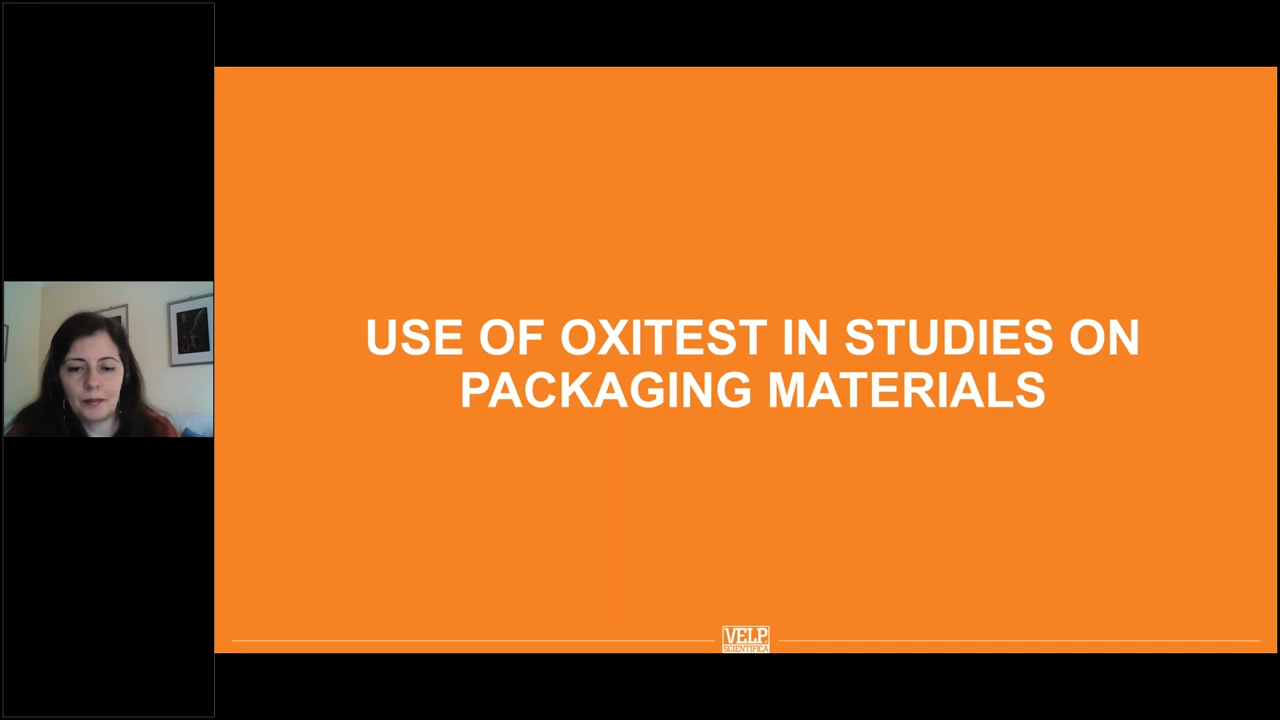 USE OF OXITEST IN STUDIES ON
PACKAGING MATERIALS
VELP
SCIENTIFICA